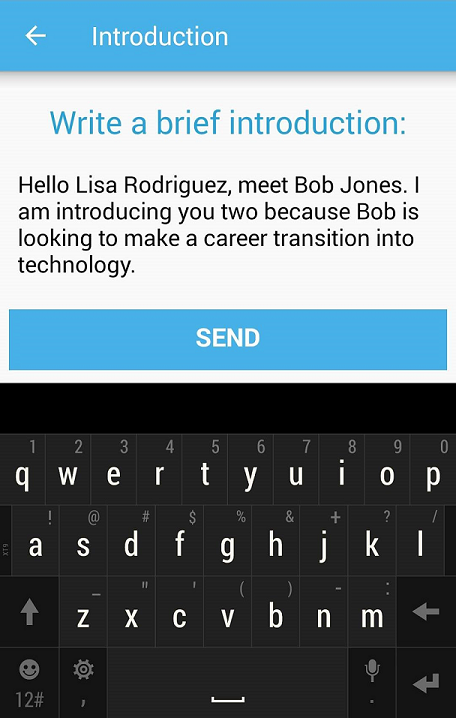 Introduction
Write a brief introduction:
Hello Lisa Rodriguez, meet Bob Jones. I
am introducing you two because Bob is
looking to make a career transition into
technology.
SEND
1 2 3 4 5 6 7 8 9 0
q w e r t y u i o p
! @ # $ % & + ? /
XT9 a s d f g h j k l
_ " ' ( ) - :
z x c v b n m
12# , .